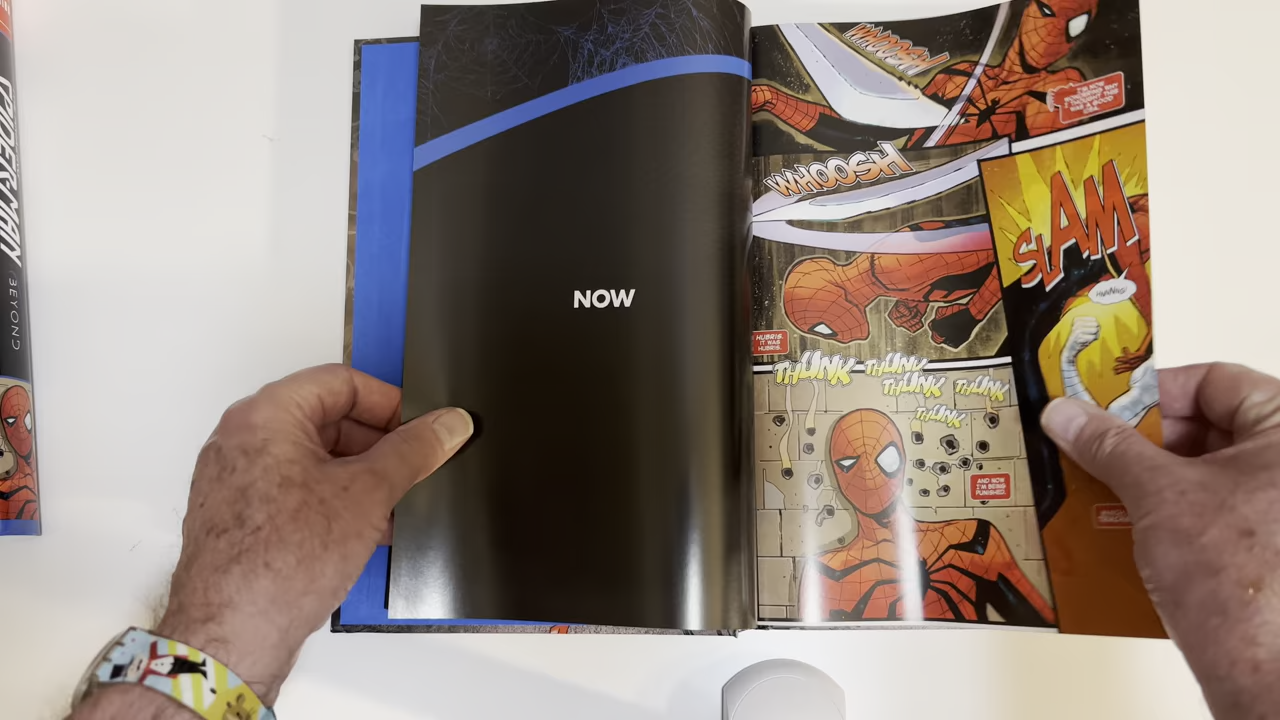 SPIDER-MAN
BEYOND
NOW
WHOOSH
WHOOSH
SLAM
HUBRIS.
IT WAS
HUBRIS.
THUNK
THUNK
THUNK
THUNK
THUNK
AND NOW
I'M BEING
PUNISHED.